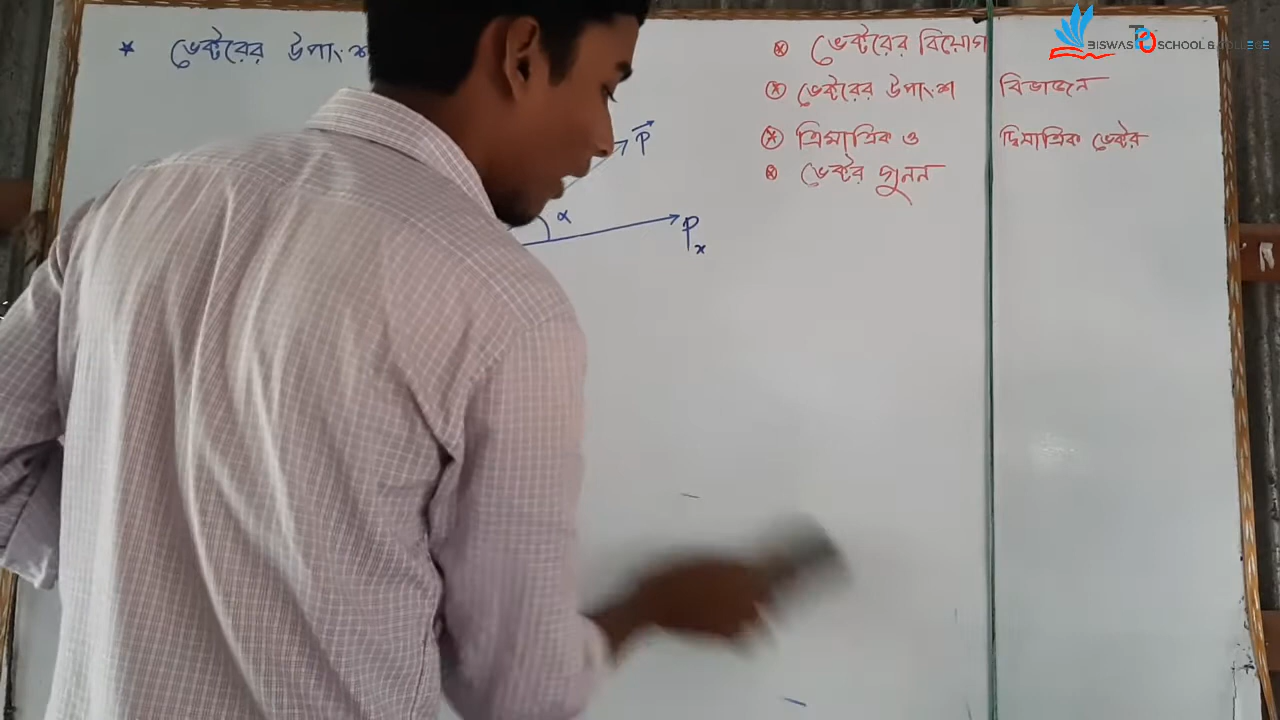 * ভেক্টরের উপাংশ
⊗ ভেক্টরের বিয়োগ
⊗ ভেক্টরের উপাংশ বিভাজন
⊗ ত্রিমাত্রিক ও দ্বিমাত্রিক ভেক্টর
⊗ ভেক্টর গুনন
P⃗
α
Pₓ
BISWAS SCHOOL & COLLEGE